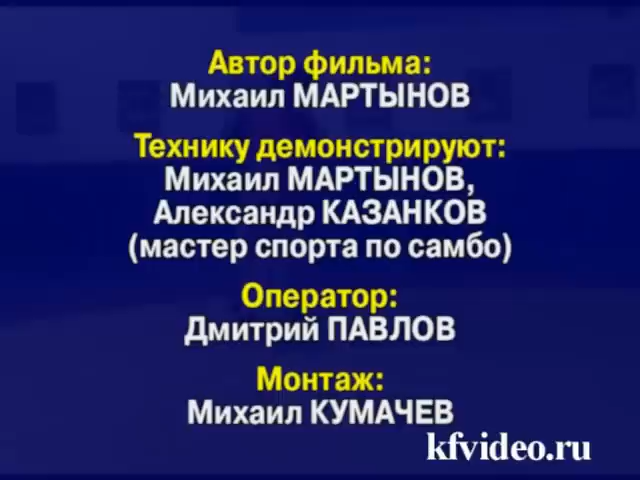 Автор фильма:
Михаил МАРТЫНОВ
Технику демонстрируют:
Михаил МАРТЫНОВ,
Александр КАЗАНКОВ
(мастер спорта по самбо)
Оператор:
Дмитрий ПАВЛОВ
Монтаж:
Михаил КУМАЧЕВ
kfvideo.ru